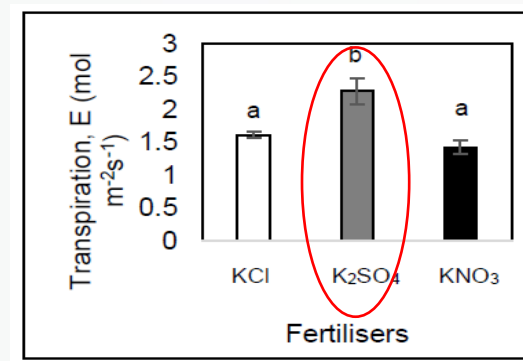 Transpiration, E (mol
m⁻²s⁻¹)
3
2.5
2
1.5
1
0.5
0
a
b
a
KCl
K₂SO₄
KNO₃
Fertilisers